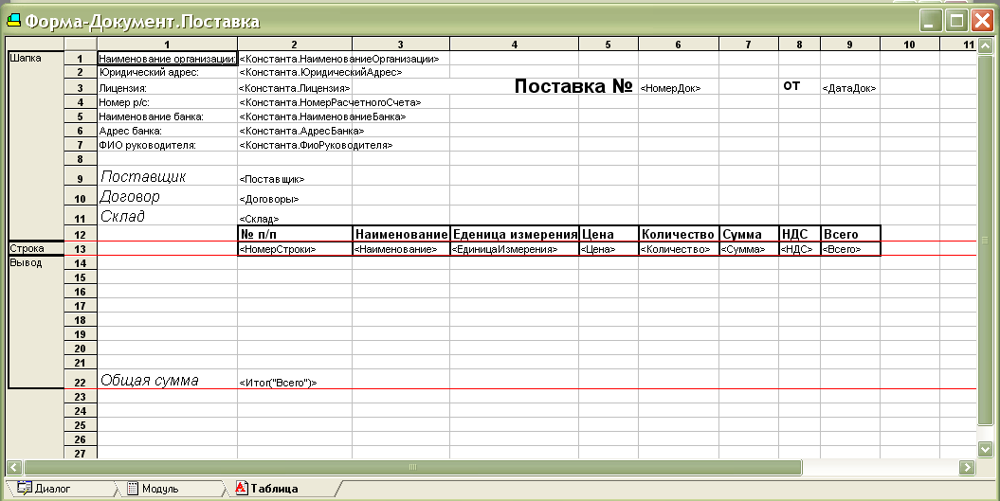 Форма-Документ.Поставка
1 2 3 4 5 6 7 8 9 10 11
Шапка 1 Наименование организации: <Константа.НаименованиеОрганизации>
2 Юридический адрес: <Константа.ЮридическийАдрес>
3 Лицензия: <Константа.Лицензия> Поставка № <НомерДок> от <ДатаДок>
4 Номер р/с: <Константа.НомерРасчетногоСчета>
5 Наименование банка: <Константа.НаименованиеБанка>
6 Адрес банка: <Константа.АдресБанка>
7 ФИО руководителя: <Константа.ФиоРуководителя>
8
9 Поставщик <Поставщик>
10 Договор <Договоры>
11 Склад <Склад>
12 № п/п Наименование Еденица измерения Цена Количество Сумма НДС Всего
Строка 13 <НомерСтроки> <Наименование> <ЕдиницаИзмерения> <Цена> <Количество> <Сумма> <НДС> <Всего>
Вывод 14
15
16
17
18
19
20
21
22 Общая сумма <Итог("Всего")>
23
24
25
26
27
Диалог Модуль Таблица